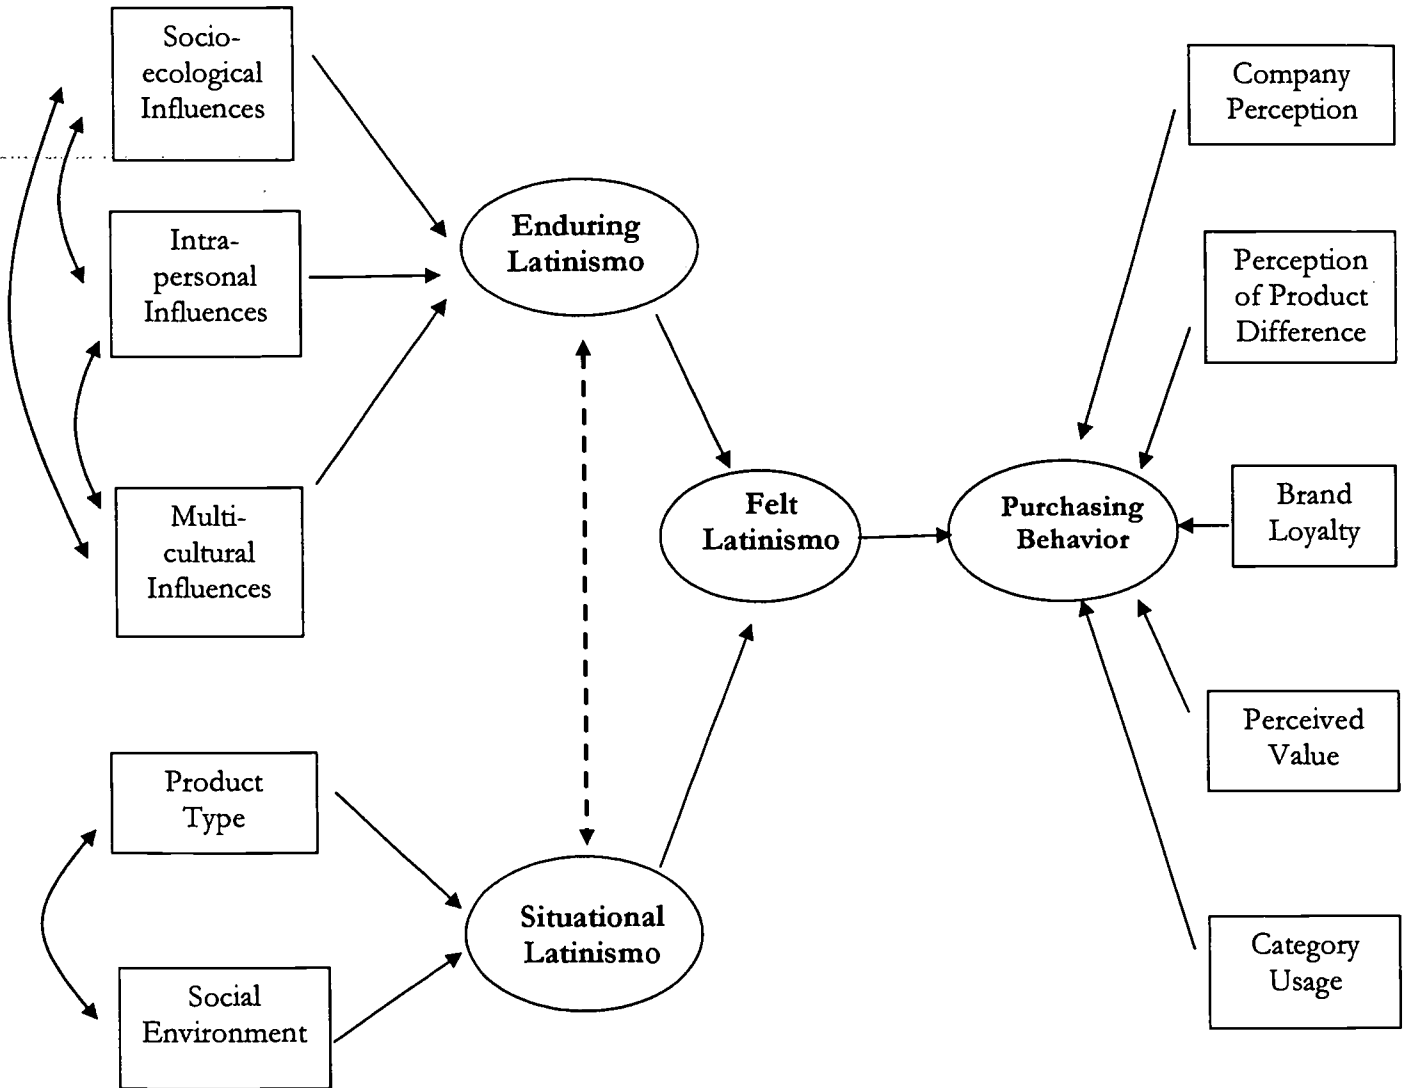 Socio-
ecological
Influences
Intra-
personal
Influences
Multi-
cultural
Influences
Product
Type
Social
Environment
Enduring
Latinismo
Situational
Latinismo
Felt
Latinismo
Purchasing
Behavior
Company
Perception
Perception
of Product
Difference
Brand
Loyalty
Perceived
Value
Category
Usage